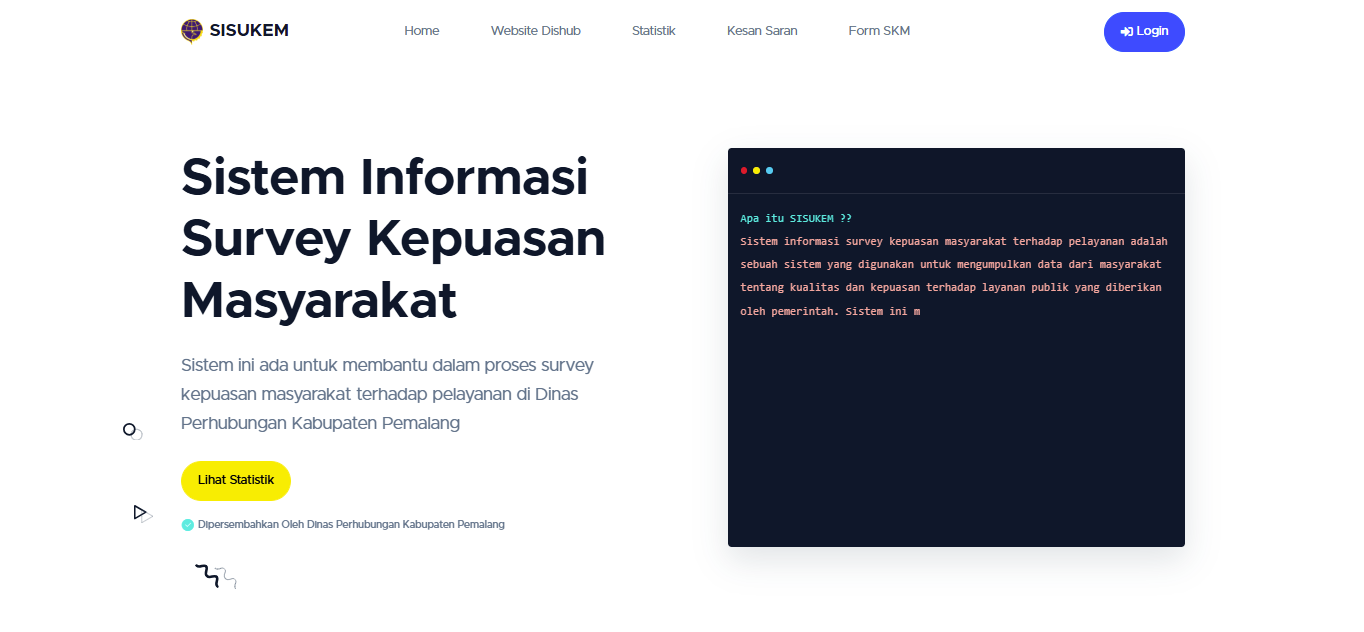 SISUKEM
Home
Website Dishub
Statistik
Kesan Saran
Form SKM
Login
Sistem Informasi
Survey Kepuasan
Masyarakat
Sistem ini ada untuk membantu dalam proses survey
kepuasan masyarakat terhadap pelayanan di Dinas
Perhubungan Kabupaten Pemalang
Lihat Statistik
Dipersembahkan Oleh Dinas Perhubungan Kabupaten Pemalang
Apa itu SISUKEM ??
Sistem informasi survey kepuasan masyarakat terhadap pelayanan adalah
sebuah sistem yang digunakan untuk mengumpulkan data dari masyarakat
tentang kualitas dan kepuasan terhadap layanan publik yang diberikan
oleh pemerintah. Sistem ini m